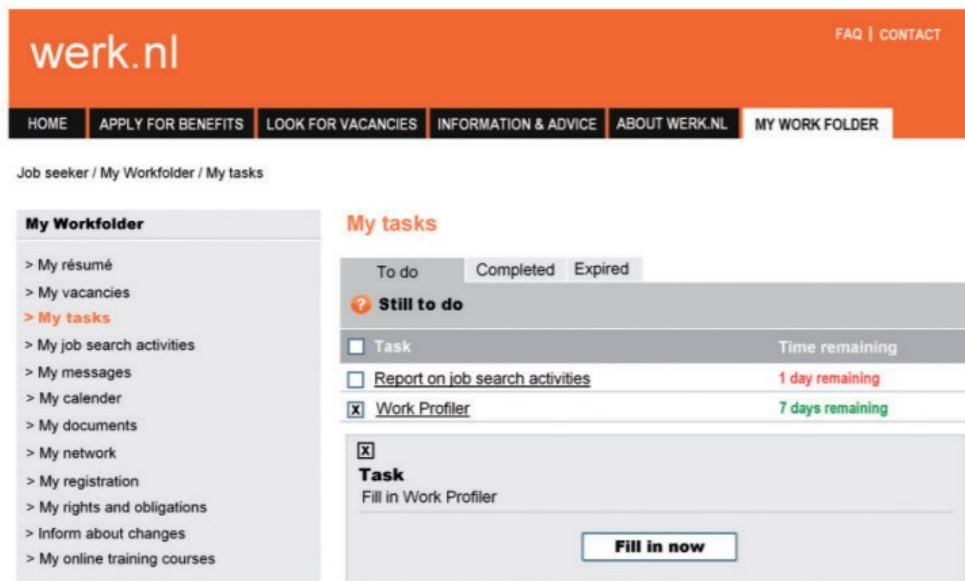 FAQ | CONTACT
werk.nl
HOME APPLY FOR BENEFITS LOOK FOR VACANCIES INFORMATION & ADVICE ABOUT WERK.NL MY WORK FOLDER
Job seeker / My Workfolder / My tasks
My Workfolder
> My résumé
> My vacancies
> My tasks
> My job search activities
> My messages
> My calender
> My documents
> My network
> My registration
> My rights and obligations
> Inform about changes
> My online training courses
My tasks
To do Completed Expired
? Still to do
Task Time remaining
Report on job search activities 1 day remaining
x Work Profiler 7 days remaining
x
Task
Fill in Work Profiler
Fill in now